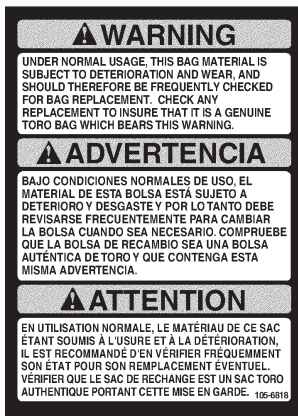 WARNING
UNDER NORMAL USAGE, THIS BAG MATERIAL IS
SUBJECT TO DETERIORATION AND WEAR, AND
SHOULD THEREFORE BE FREQUENTLY CHECKED
FOR BAG REPLACEMENT. CHECK ANY
REPLACEMENT TO INSURE THAT IT IS A GENUINE
TORO BAG WHICH BEARS THIS WARNING.
ADVERTENCIA
BAJO CONDICIONES NORMALES DE USO, EL
MATERIAL DE ESTA BOLSA ESTÁ SUJETO A
DETERIORO Y DESGASTE Y POR LO TANTO DEBE
REVISARSE FRECUENTEMENTE PARA CAMBIAR
LA BOLSA CUANDO SEA NECESARIO. COMPRUEBE
QUE LA BOLSA DE RECAMBIO SEA UNA BOLSA
AUTÉNTICA DE TORO Y QUE CONTENGA ESTA
MISMA ADVERTENCIA.
ATTENTION
EN UTILISATION NORMALE, LE MATÉRIAU DE CE SAC
ÉTANT SOUMIS À L'USURE ET À LA DÉTÉRIORATION,
IL EST RECOMMANDÉ D'EN VÉRIFIER FRÉQUEMMENT
SON ÉTAT POUR SON REMPLACEMENT ÉVENTUEL.
VÉRIFIER QUE LE SAC DE RECHANGE EST UN SAC TORO
AUTHENTIQUE PORTANT CETTE MISE EN GARDE. 105-6818